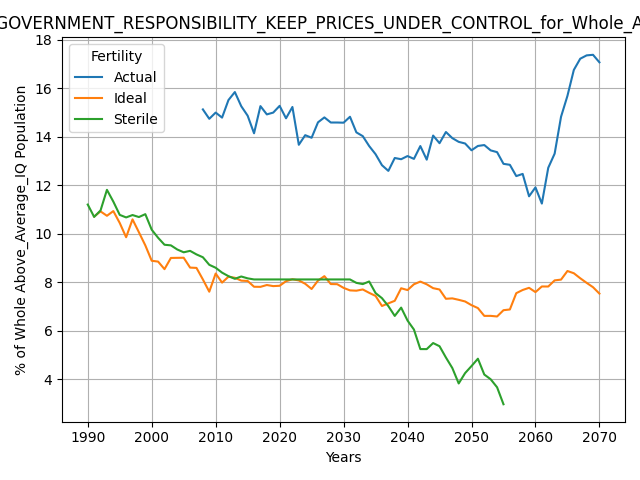 GOVERNMENT_RESPONSIBILITY_KEEP_PRICES_UNDER_CONTROL_for_Whole_A
Fertility
Actual
Ideal
Sterile
% of Whole Above_Average_IQ Population
18
16
14
12
10
8
6
4
1990 2000 2010 2020 2030 2040 2050 2060 2070
Years